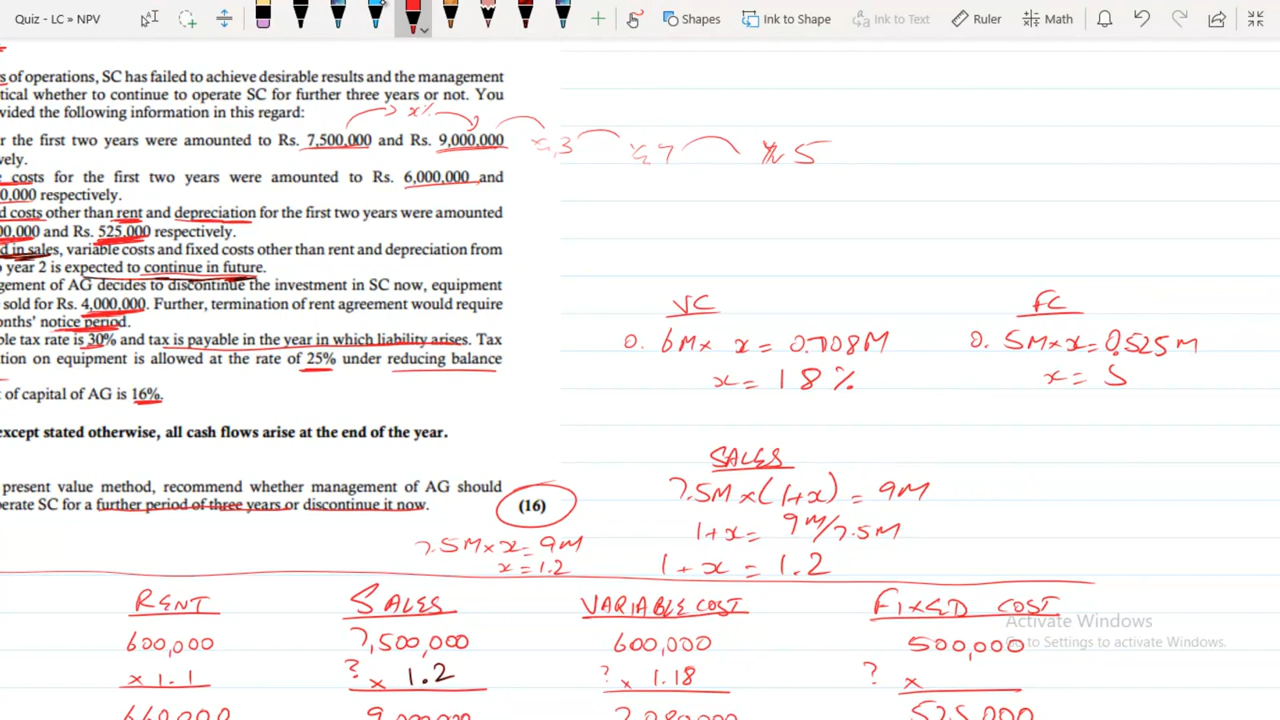 Quiz - LC » NPV
Shapes
Ink to Shape
Ink to Text
Ruler
Math
s of operations, SC has failed to achieve desirable results and the management
tical whether to continue to operate SC for further three years or not. You
ovided the following information in this regard:
x%
r the first two years were amounted to Rs. 7,500,000 and Rs. 9,000,000
vely.
e costs for the first two years were amounted to Rs. 6,000,000 and
0,000 respectively.
d costs other than rent and depreciation for the first two years were amounted
00,000 and Rs. 525,000 respectively.
d in sales, variable costs and fixed costs other than rent and depreciation from
o year 2 is expected to continue in future.
gement of AG decides to discontinue the investment in SC now, equipment
sold for Rs. 4,000,000. Further, termination of rent agreement would require
onths' notice period.
ble tax rate is 30% and tax is payable in the year in which liability arises. Tax
tion on equipment is allowed at the rate of 25% under reducing balance
t of capital of AG is 16%.
except stated otherwise, all cash flows arise at the end of the year.
present value method, recommend whether management of AG should
perate SC for a further period of three years or discontinue it now.
(16)
VC
0. 6M× x = 0.708M
x = 18%
FC
0. 5M×x=0.525M
x = 5
SALES
7.5M×(1+x) = 9M
1+x = 9M/7.5M
1+x = 1.2
7.5M×x=9M
x=1.2
RENT
600,000
×1.1
660,000
SALES
7,500,000
? × 1.2
9,000,000
VARIABLE COST
600,000
? × 1.18
7,080,000
FIXED COST
500,000
? ×
525,000
Activate Windows
Go to Settings to activate Windows.